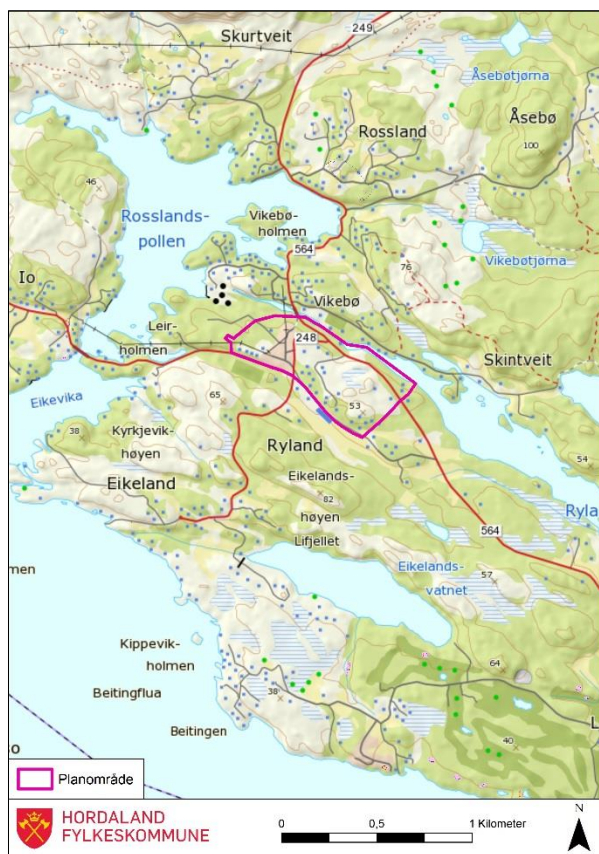 Skurtveit
249
Åsebøtjørna
Rossland
Åsebø
100
46
Rosslands-
pollen
Vikebø-
holmen
564
76
Vikebøtjørna
Io
Vikebø
Leir-
holmen
248
Skintveit
Eikevika
65
53
38
Kyrkjevik-
høyen
Ryland
54
Eikelands-
høyen
Eikeland
82
Ryla
Lifjellet
564
Eikelands-
vatnet
57
men
Kippevik-
holmen
64
Beitingflua
38
L
Beitingen
40
so
Planområde
HORDALAND
FYLKESKOMMUNE
0 0,5 1 Kilometer
N